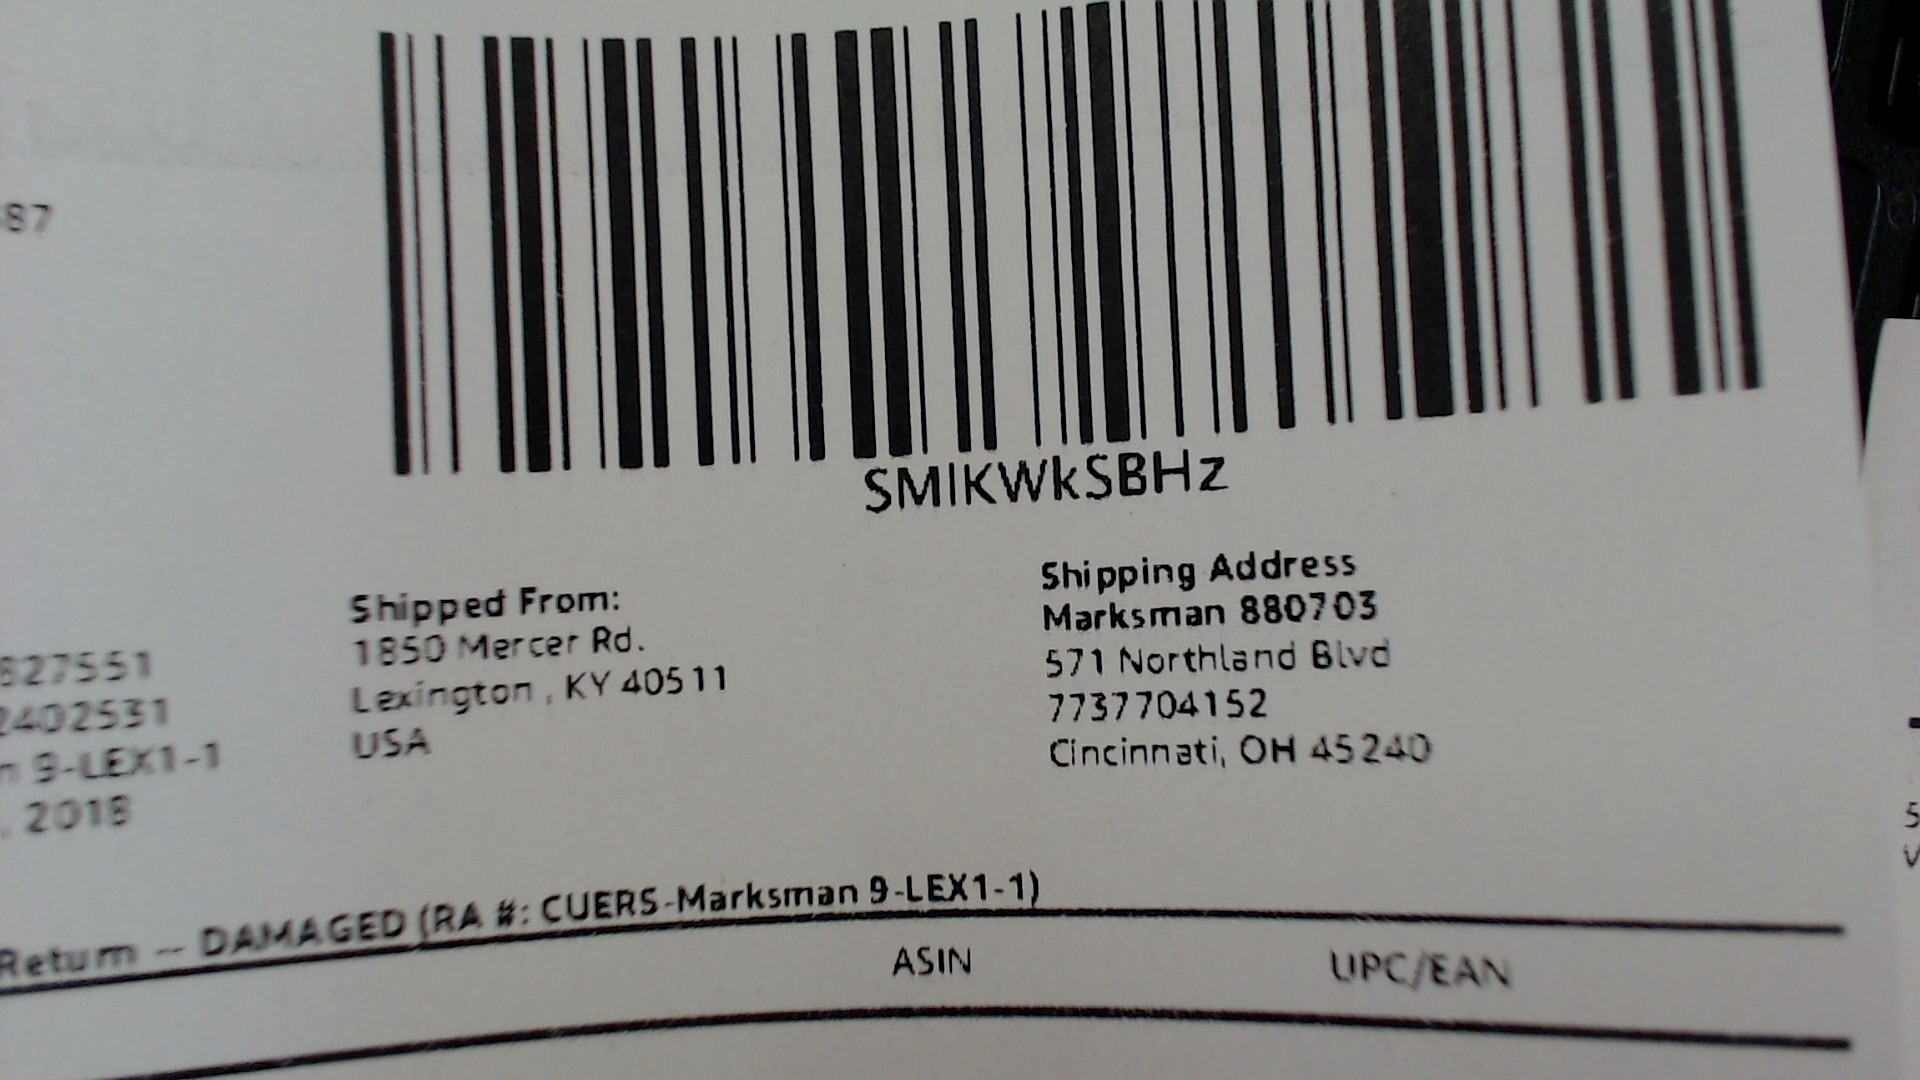 87
SMlKWkSBHz
Shipped From:
1850 Mercer Rd.
Lexington , KY 40511
USA
Shipping Address
Marksman 880703
571 Northland Blvd
7737704152
Cincinnati, OH 45240
827551
2402531
n 9-LEX1-1
, 2018
Return -- DAMAGED (RA #: CUERS-Marksman 9-LEX1-1)
ASIN UPC/EAN